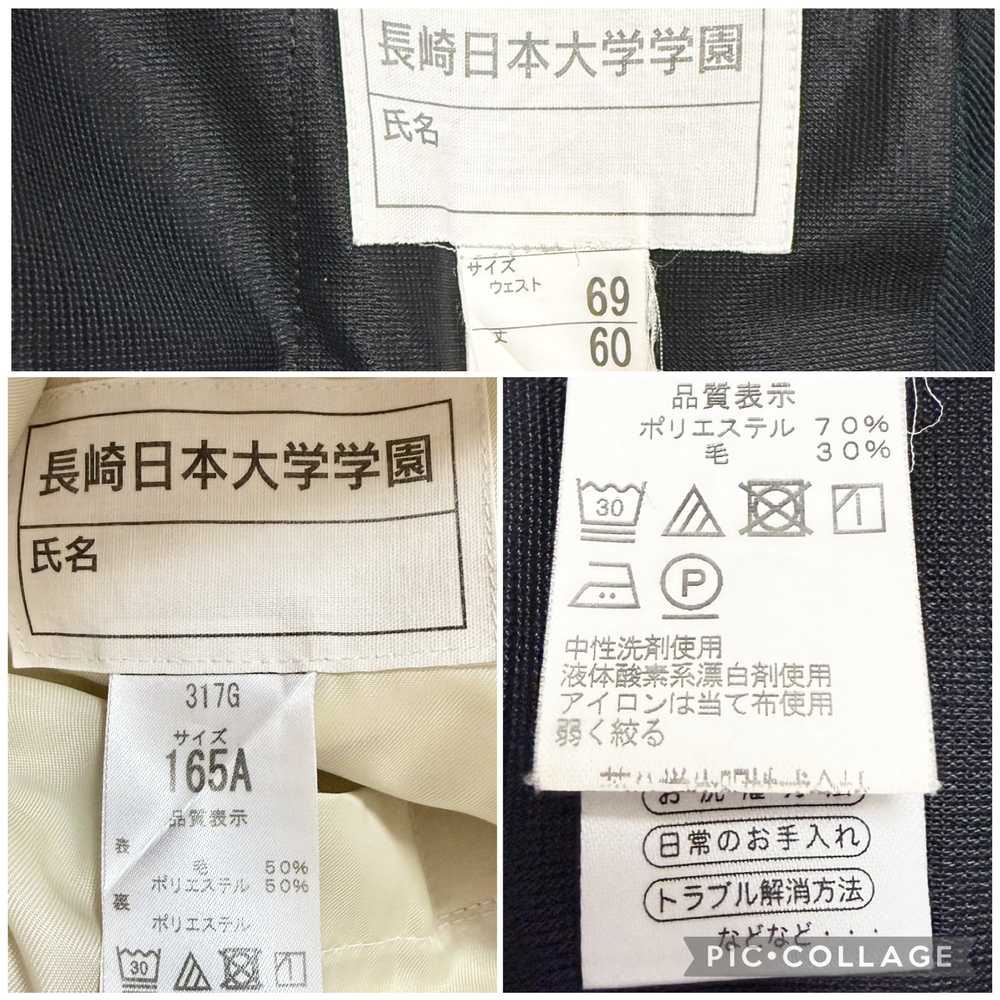 長崎日本大学学園
氏名
サイズ
ウェスト 69
丈 60
長崎日本大学学園
氏名
317G
サイズ
165A
品質表示
表
毛 50%
ポリエステル 50%
裏
ポリエステル
30
品質表示
ポリエステル 70%
毛 30%
30
P
中性洗剤使用
液体酸素系漂白剤使用
アイロンは当て布使用
弱く絞る
日常のお手入れ
トラブル解消方法
などなど・・・
PIC•COLLAGE